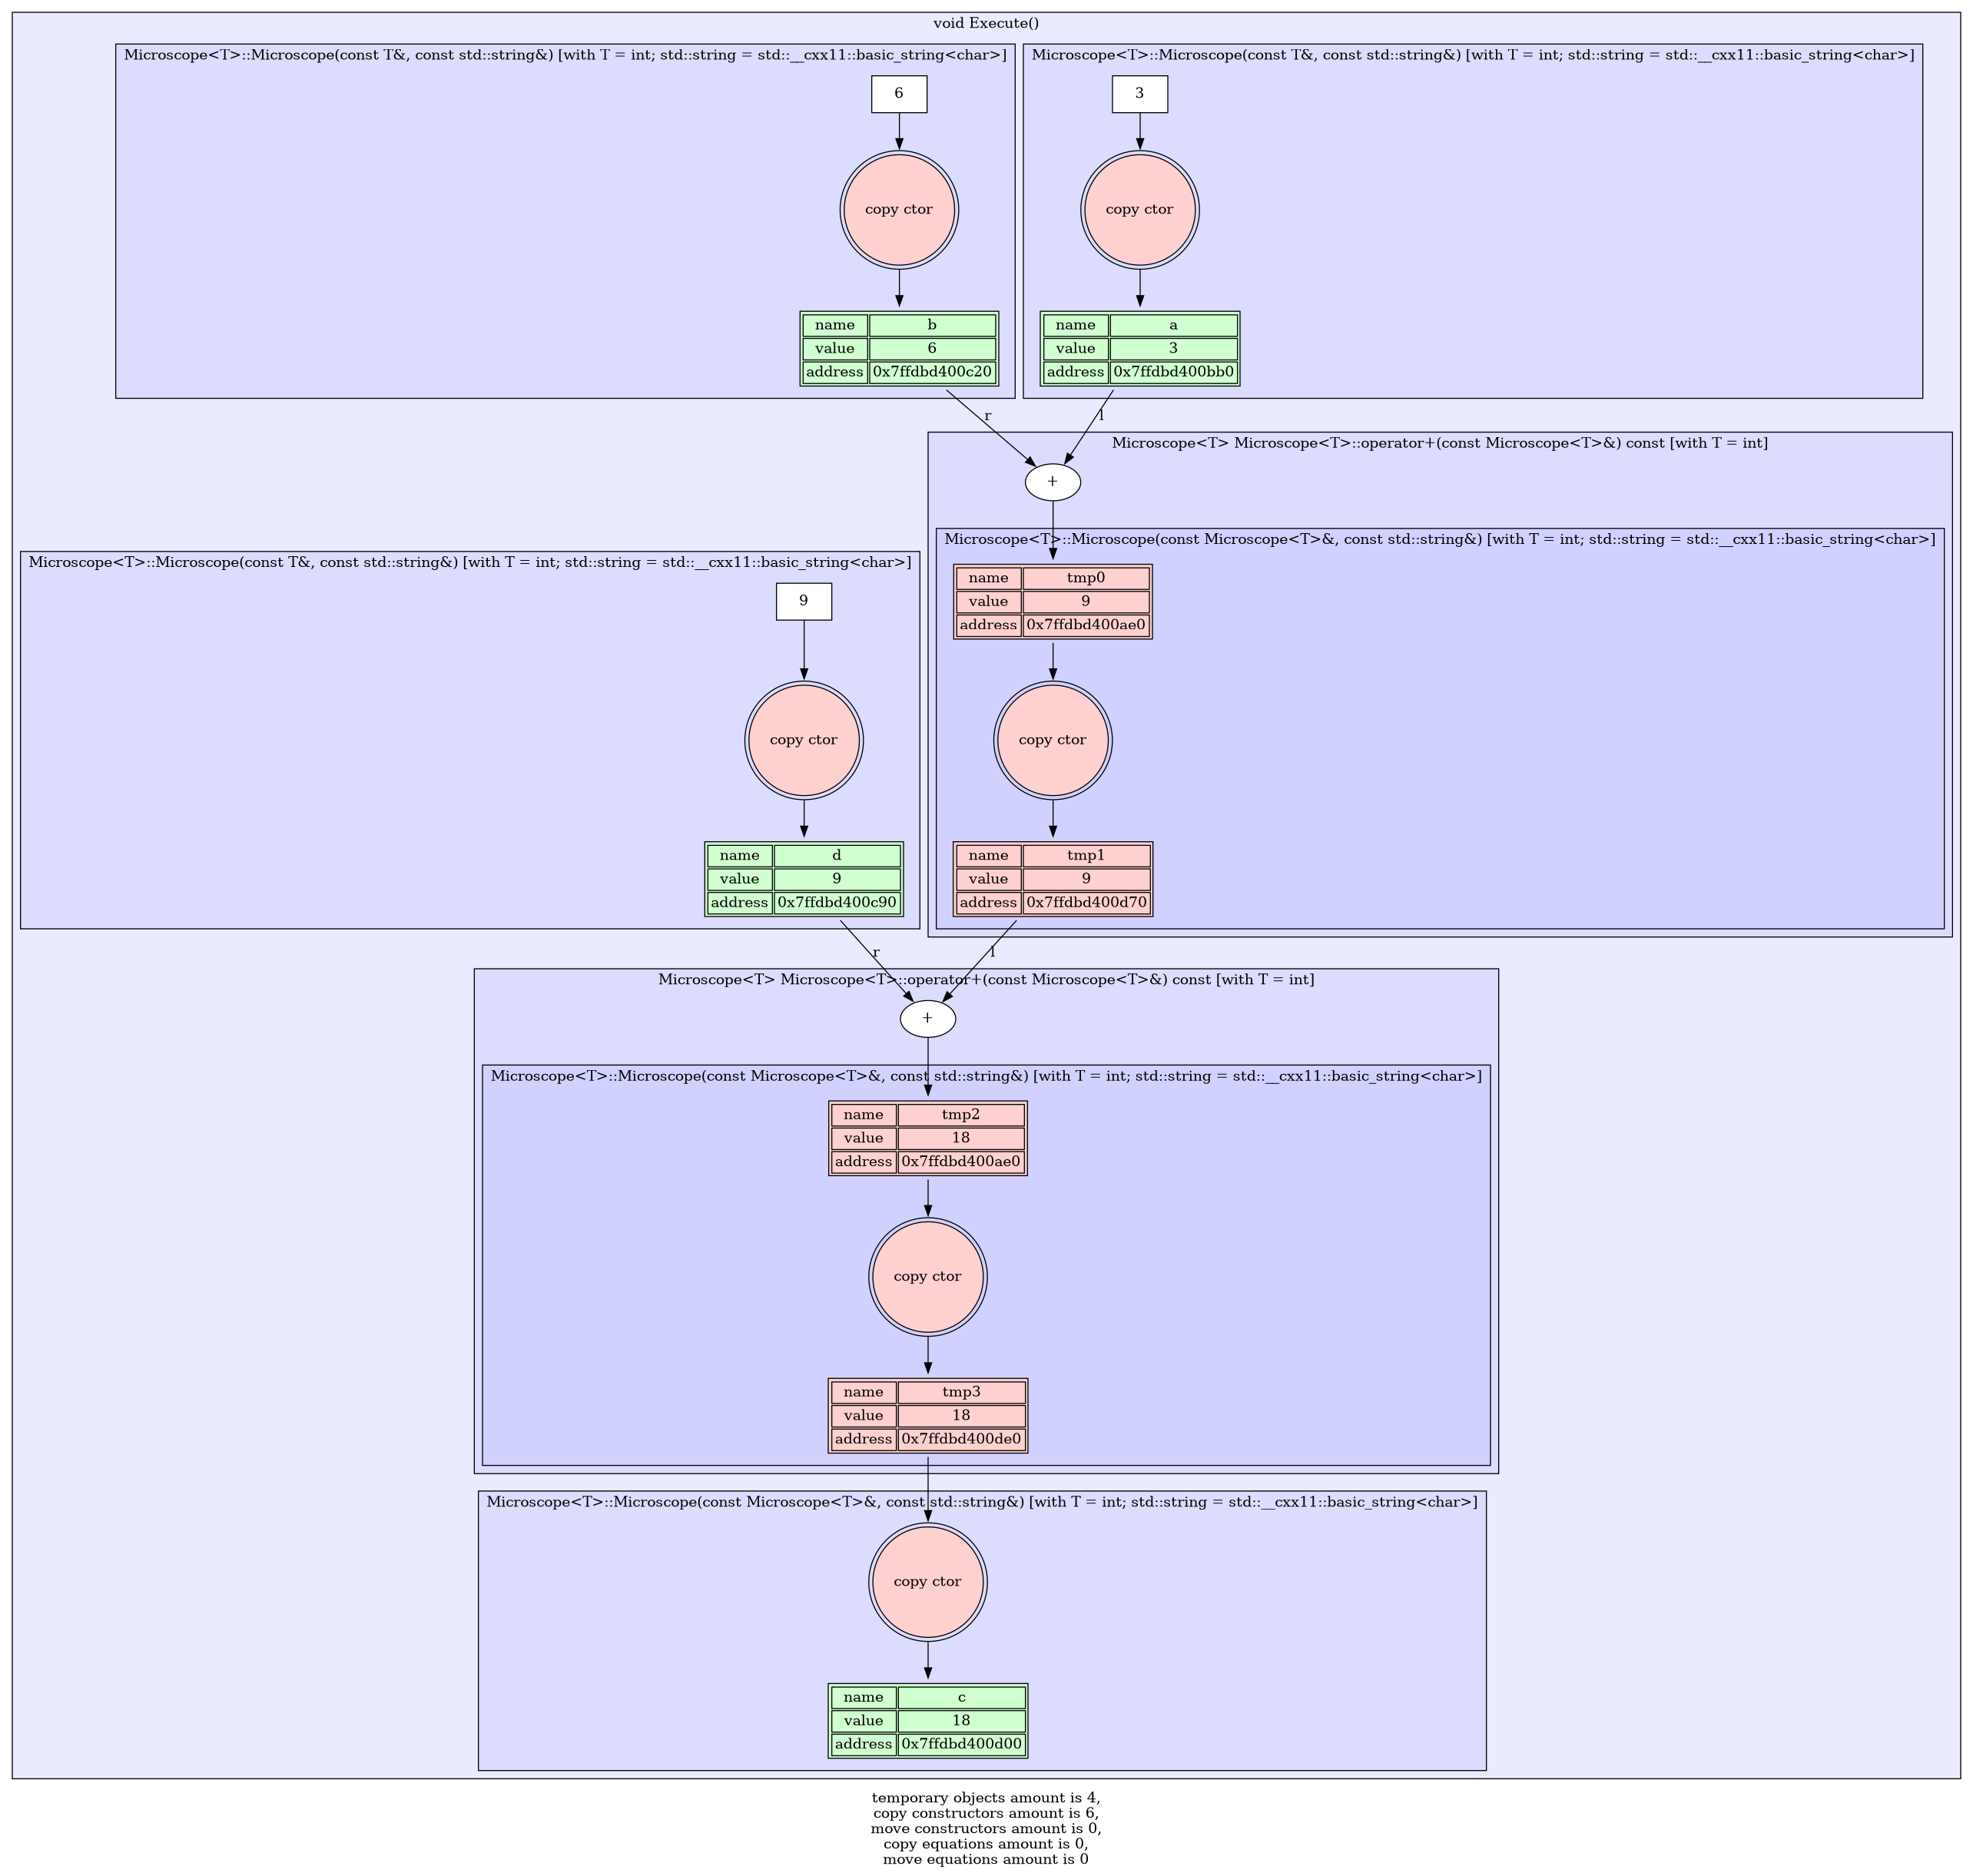 void Execute()
Microscope<T>::Microscope(const T&, const std::string&) [with T = int; std::string = std::__cxx11::basic_string<char>]
6
copy ctor
name b
value 6
address 0x7ffdbd400c20
Microscope<T>::Microscope(const T&, const std::string&) [with T = int; std::string = std::__cxx11::basic_string<char>]
3
copy ctor
name a
value 3
address 0x7ffdbd400bb0
r
l
Microscope<T> Microscope<T>::operator+(const Microscope<T>&) const [with T = int]
+
Microscope<T>::Microscope(const Microscope<T>&, const std::string&) [with T = int; std::string = std::__cxx11::basic_string<char>]
name tmp0
value 9
address 0x7ffdbd400ae0
copy ctor
name tmp1
value 9
address 0x7ffdbd400d70
Microscope<T>::Microscope(const T&, const std::string&) [with T = int; std::string = std::__cxx11::basic_string<char>]
9
copy ctor
name d
value 9
address 0x7ffdbd400c90
r
l
Microscope<T> Microscope<T>::operator+(const Microscope<T>&) const [with T = int]
+
Microscope<T>::Microscope(const Microscope<T>&, const std::string&) [with T = int; std::string = std::__cxx11::basic_string<char>]
name tmp2
value 18
address 0x7ffdbd400ae0
copy ctor
name tmp3
value 18
address 0x7ffdbd400de0
Microscope<T>::Microscope(const Microscope<T>&, const std::string&) [with T = int; std::string = std::__cxx11::basic_string<char>]
copy ctor
name c
value 18
address 0x7ffdbd400d00
temporary objects amount is 4,
copy constructors amount is 6,
move constructors amount is 0,
copy equations amount is 0,
move equations amount is 0